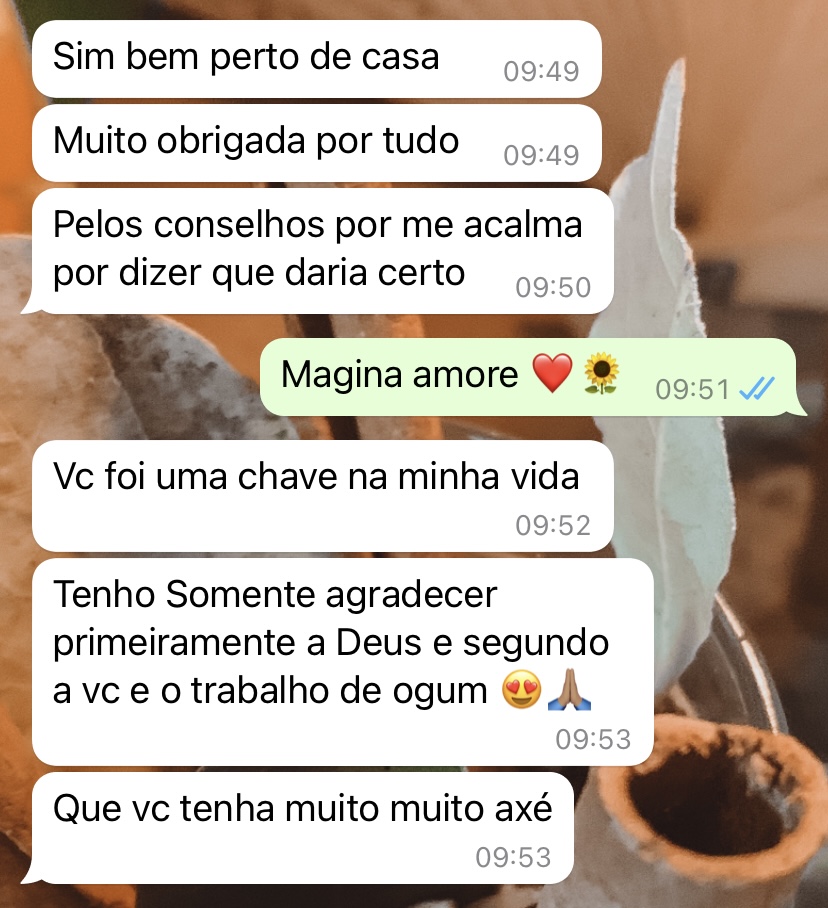 Sim bem perto de casa 09:49
Muito obrigada por tudo 09:49
Pelos conselhos por me acalma
por dizer que daria certo 09:50
Magina amore ❤️🌻 09:51
Vc foi uma chave na minha vida
09:52
Tenho Somente agradecer
primeiramente a Deus e segundo
a vc e o trabalho de ogum 😍🙏🏽
09:53
Que vc tenha muito muito axé
09:53